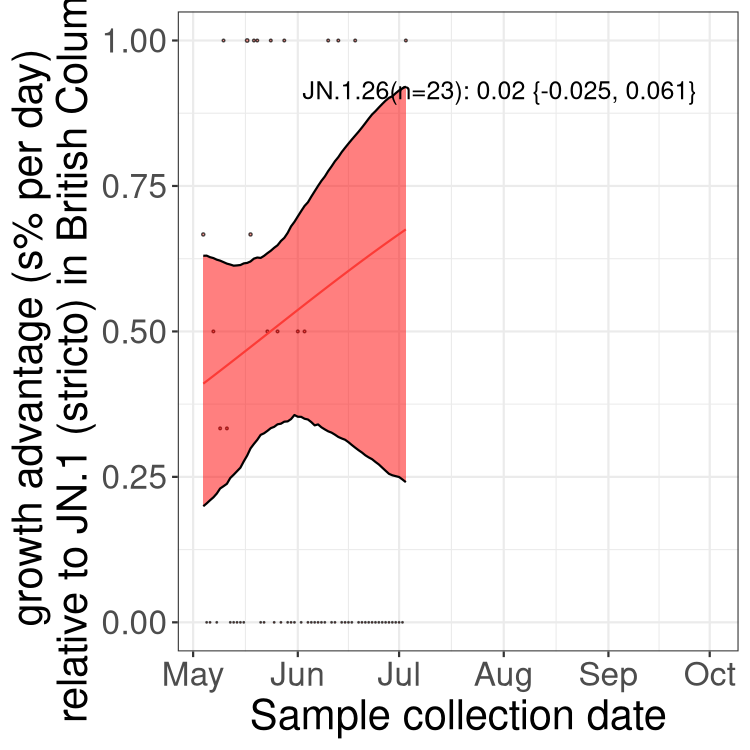 growth advantage (s% per day)
relative to JN.1 (stricto) in British Colum
1.00
0.75
0.50
0.25
0.00
JN.1.26(n=23): 0.02 {-0.025, 0.061}
May Jun Jul Aug Sep Oct
Sample collection date